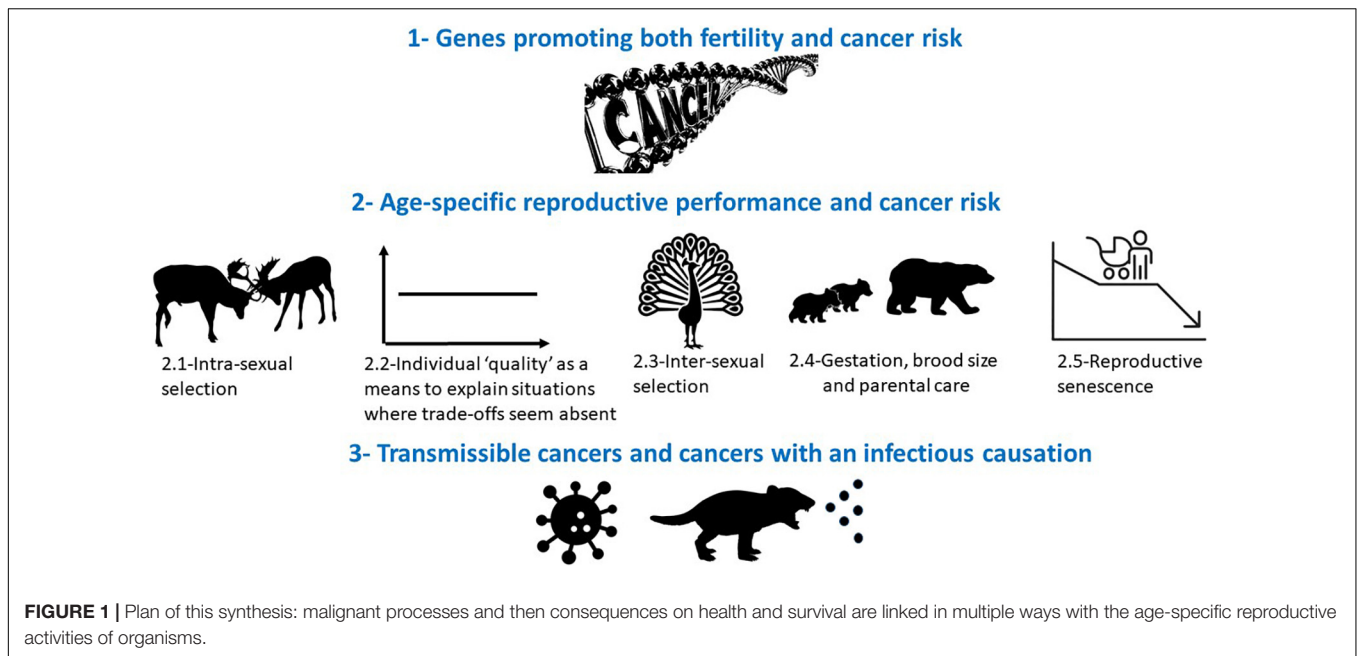 1- Genes promoting both fertility and cancer risk
CANCER
2- Age-specific reproductive performance and cancer risk
2.1-Intra-sexual
selection
2.2-Individual 'quality' as a
means to explain situations
where trade-offs seem absent
2.3-Inter-sexual
selection
2.4-Gestation, brood size
and parental care
2.5-Reproductive
senescence
3- Transmissible cancers and cancers with an infectious causation
FIGURE 1 | Plan of this synthesis: malignant processes and then consequences on health and survival are linked in multiple ways with the age-specific reproductive
activities of organisms.